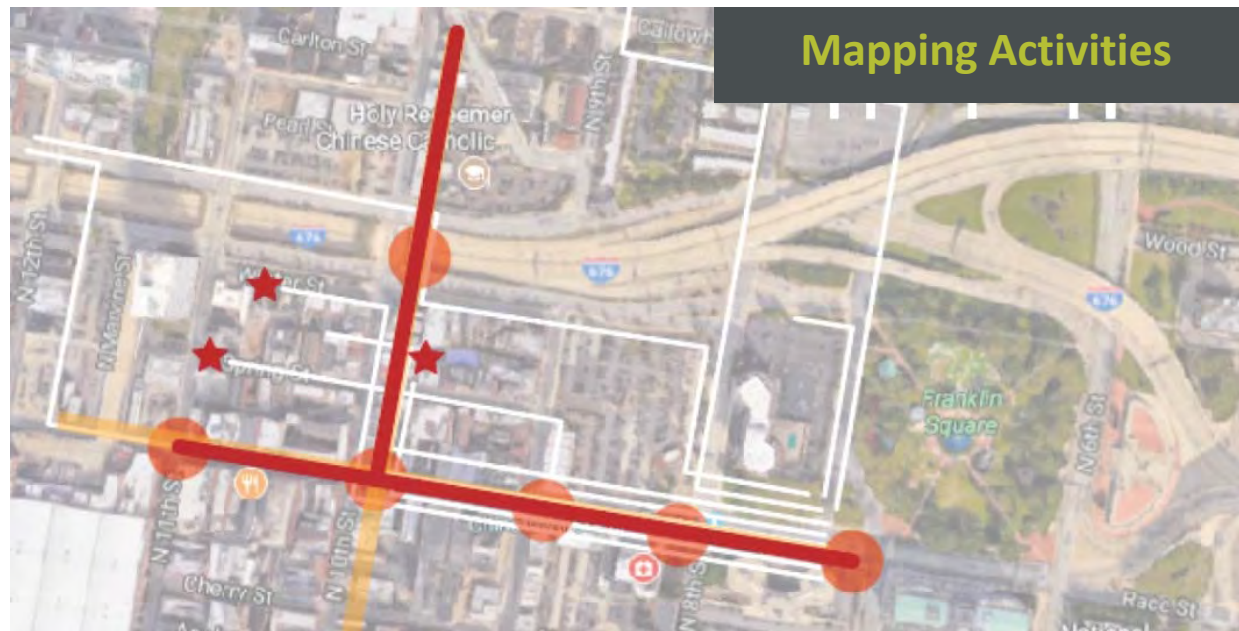 Mapping Activities
Carlton St
N 9th St
Holy Redeemer
Chinese Catholic
Pearl St
676
676
676
Wood St
N 12th St
N Marvine St
Spring St
Franklin
Square
N 6th St
N 11th St
N 10th St
N 8th St
Cherry St
Race St
National